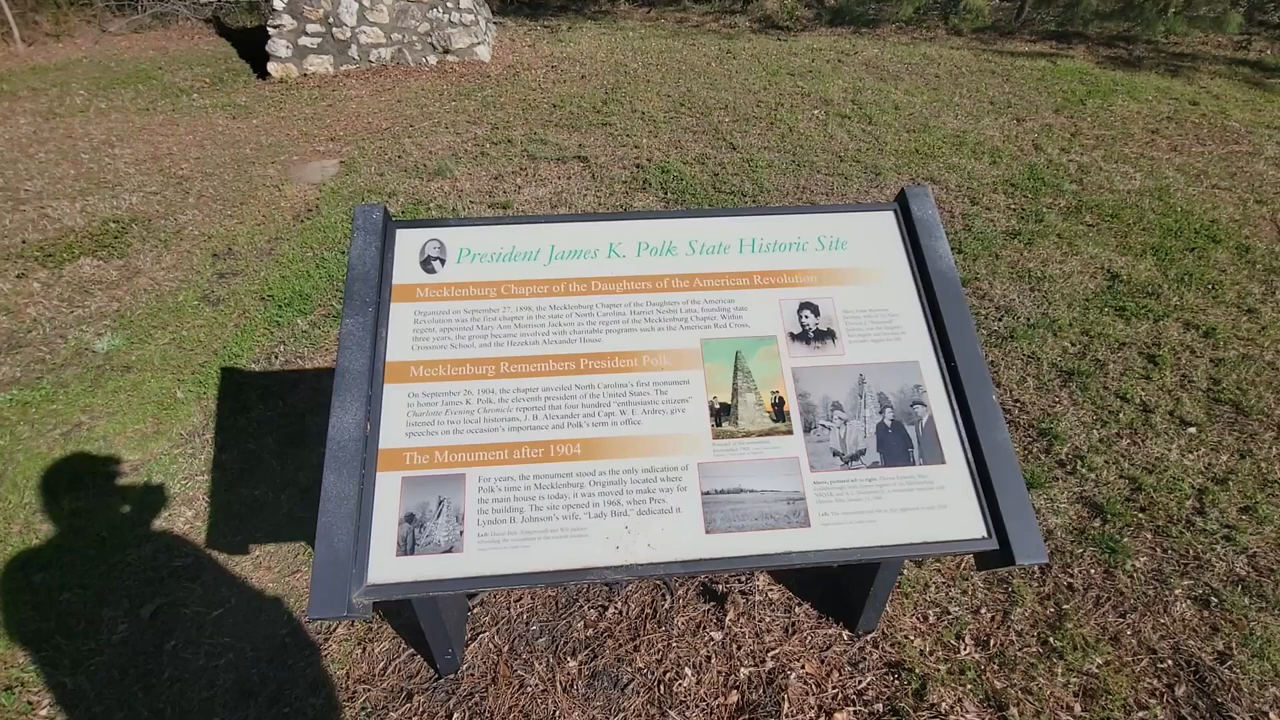 President James K. Polk State Historic Site
Mecklenburg Chapter of the Daughters of the American Revolution
Organized on September 27, 1898, the Mecklenburg Chapter of the Daughters of the American
Revolution was the first chapter in the state of North Carolina. Harriet Nesbit Latta, founding state
regent, appointed Mary Ann Morrison Jackson as the regent of the Mecklenburg Chapter. Within
three years, the group became involved with charitable programs such as the American Red Cross,
Crossnore School, and the Hezekiah Alexander House.
Mecklenburg Remembers President Polk
On September 26, 1904, the chapter unveiled North Carolina's first monument
to honor James K. Polk, the eleventh president of the United States. The
Charlotte Evening Chronicle reported that four hundred "enthusiastic citizens"
listened to two local historians, J. B. Alexander and Capt. W. E. Ardrey, give
speeches on the occasion's importance and Polk's term in office.
The Monument after 1904
For years, the monument stood as the only indication of
Polk's time in Mecklenburg. Originally located where
the main house is today, it was moved to make way for
the building. The site opened in 1968, when Pres.
Lyndon B. Johnson's wife, "Lady Bird," dedicated it.
Above, pictured left to right:
Left:
Left: